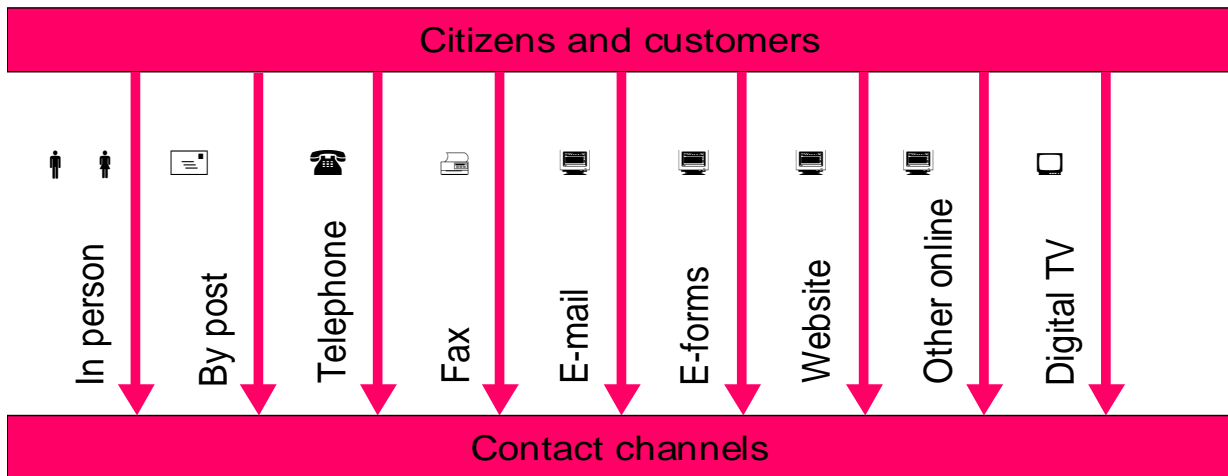 Citizens and customers
In person
By post
Telephone
Fax
E-mail
E-forms
Website
Other online
Digital TV
Contact channels